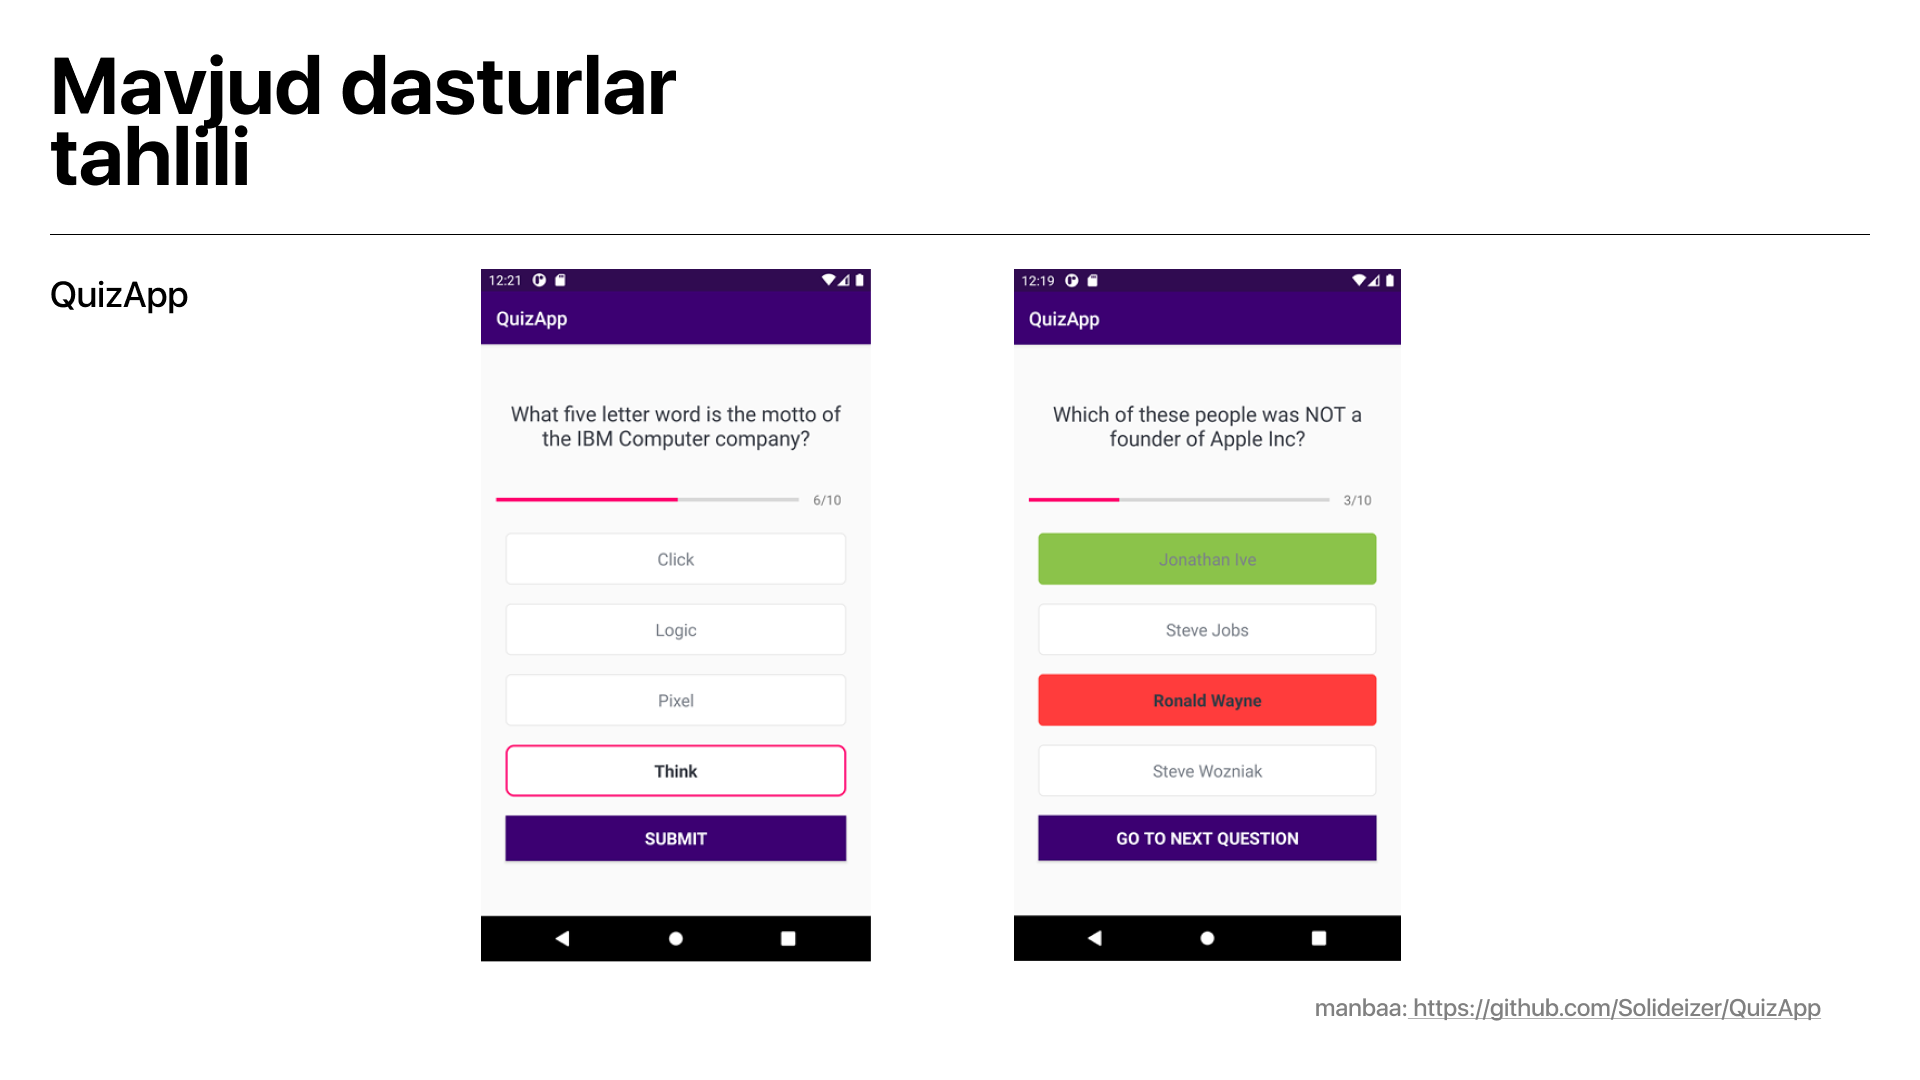 Mavjud dasturlar
tahlili
QuizApp
12:21
QuizApp
What five letter word is the motto of
the IBM Computer company?
6/10
Click
Logic
Pixel
Think
SUBMIT
12:19
QuizApp
Which of these people was NOT a
founder of Apple Inc?
3/10
Jonathan Ive
Steve Jobs
Ronald Wayne
Steve Wozniak
GO TO NEXT QUESTION
manbaa: https://github.com/Solideizer/QuizApp